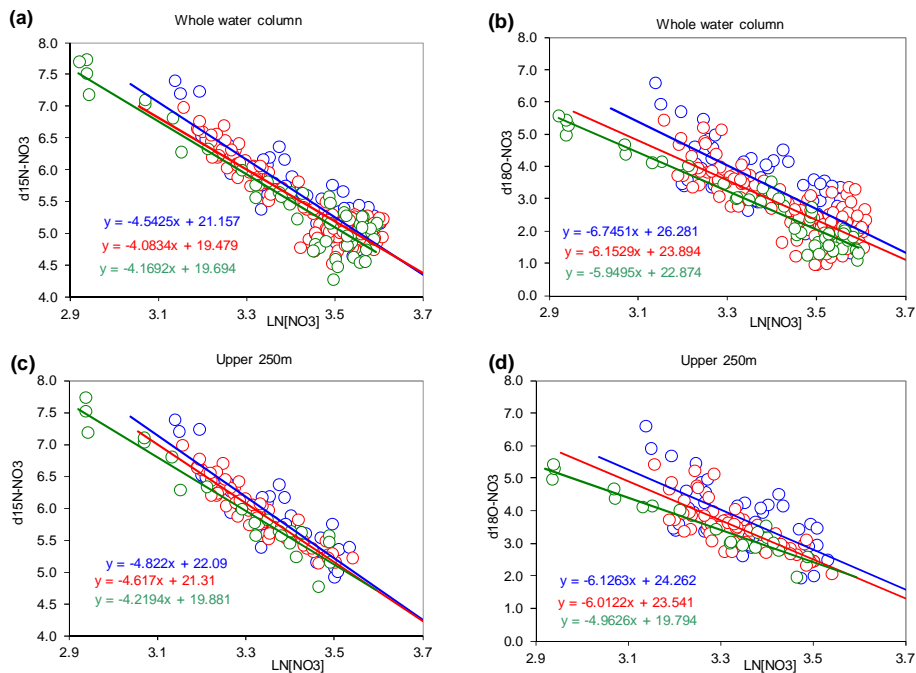 (a)
Whole water column
d15N-NO3
8.0
7.5
7.0
6.5
6.0
5.5
5.0
4.5
4.0
y = -4.5425x + 21.157
y = -4.0834x + 19.479
y = -4.1692x + 19.694
2.9 3.1 3.3 3.5 3.7
LN[NO3]
(b)
Whole water column
d18O-NO3
8.0
7.0
6.0
5.0
4.0
3.0
2.0
1.0
0.0
y = -6.7451x + 26.281
y = -6.1529x + 23.894
y = -5.9495x + 22.874
2.9 3.1 3.3 3.5 3.7
LN[NO3]
(c)
Upper 250m
d15N-NO3
8.0
7.5
7.0
6.5
6.0
5.5
5.0
4.5
4.0
y = -4.822x + 22.09
y = -4.617x + 21.31
y = -4.2194x + 19.881
2.9 3.1 3.3 3.5 3.7
LN[NO3]
(d)
Upper 250m
d18O-NO3
8.0
7.0
6.0
5.0
4.0
3.0
2.0
1.0
0.0
y = -6.1263x + 24.262
y = -6.0122x + 23.541
y = -4.9626x + 19.794
2.9 3.1 3.3 3.5 3.7
LN[NO3]